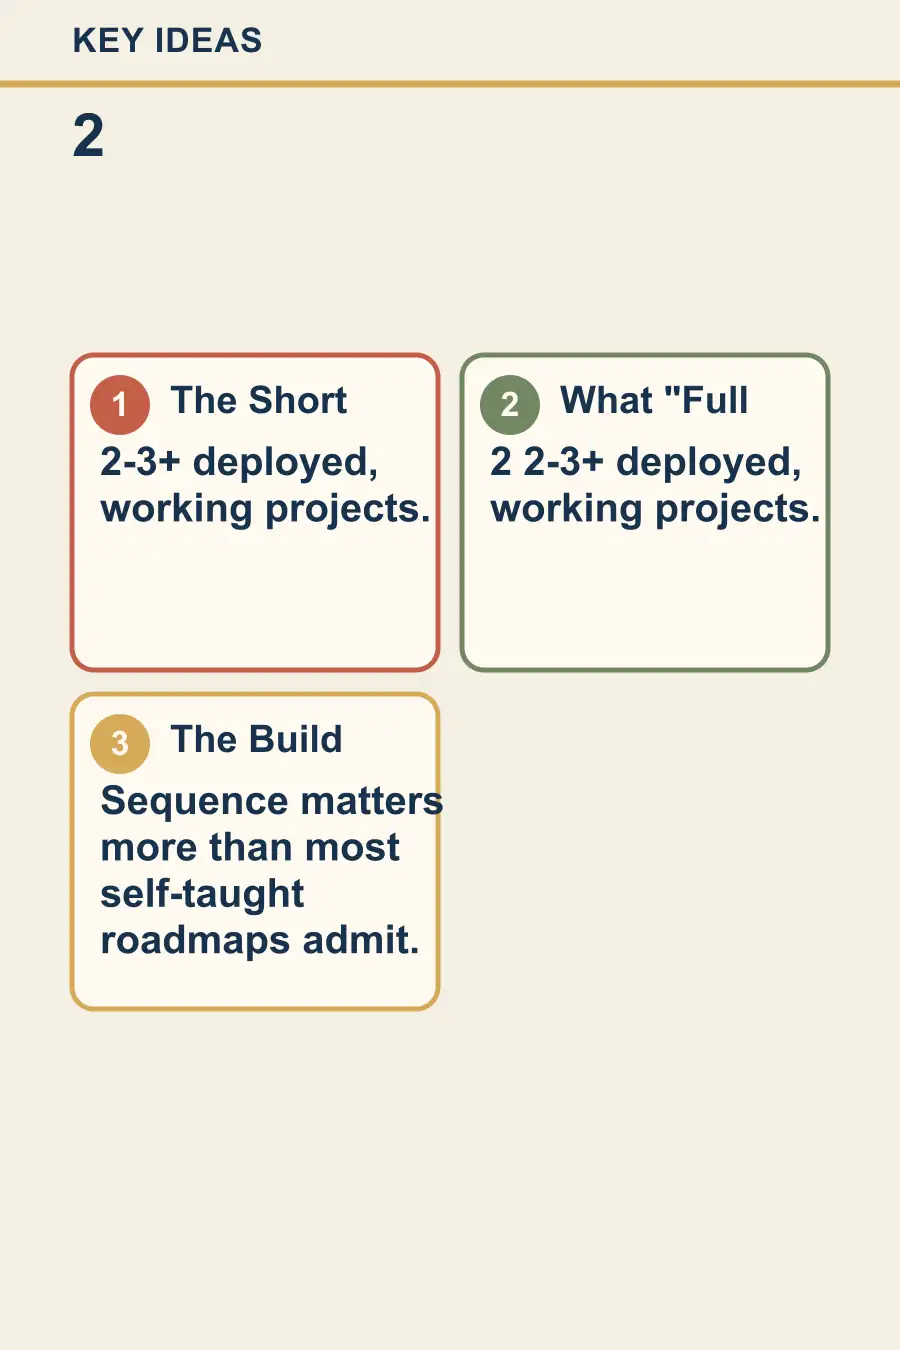 KEY IDEAS
2
1 The Short
2-3+ deployed,
working projects.
2 What "Full
2 2-3+ deployed,
working projects.
3 The Build
Sequence matters
more than most
self-taught
roadmaps admit.